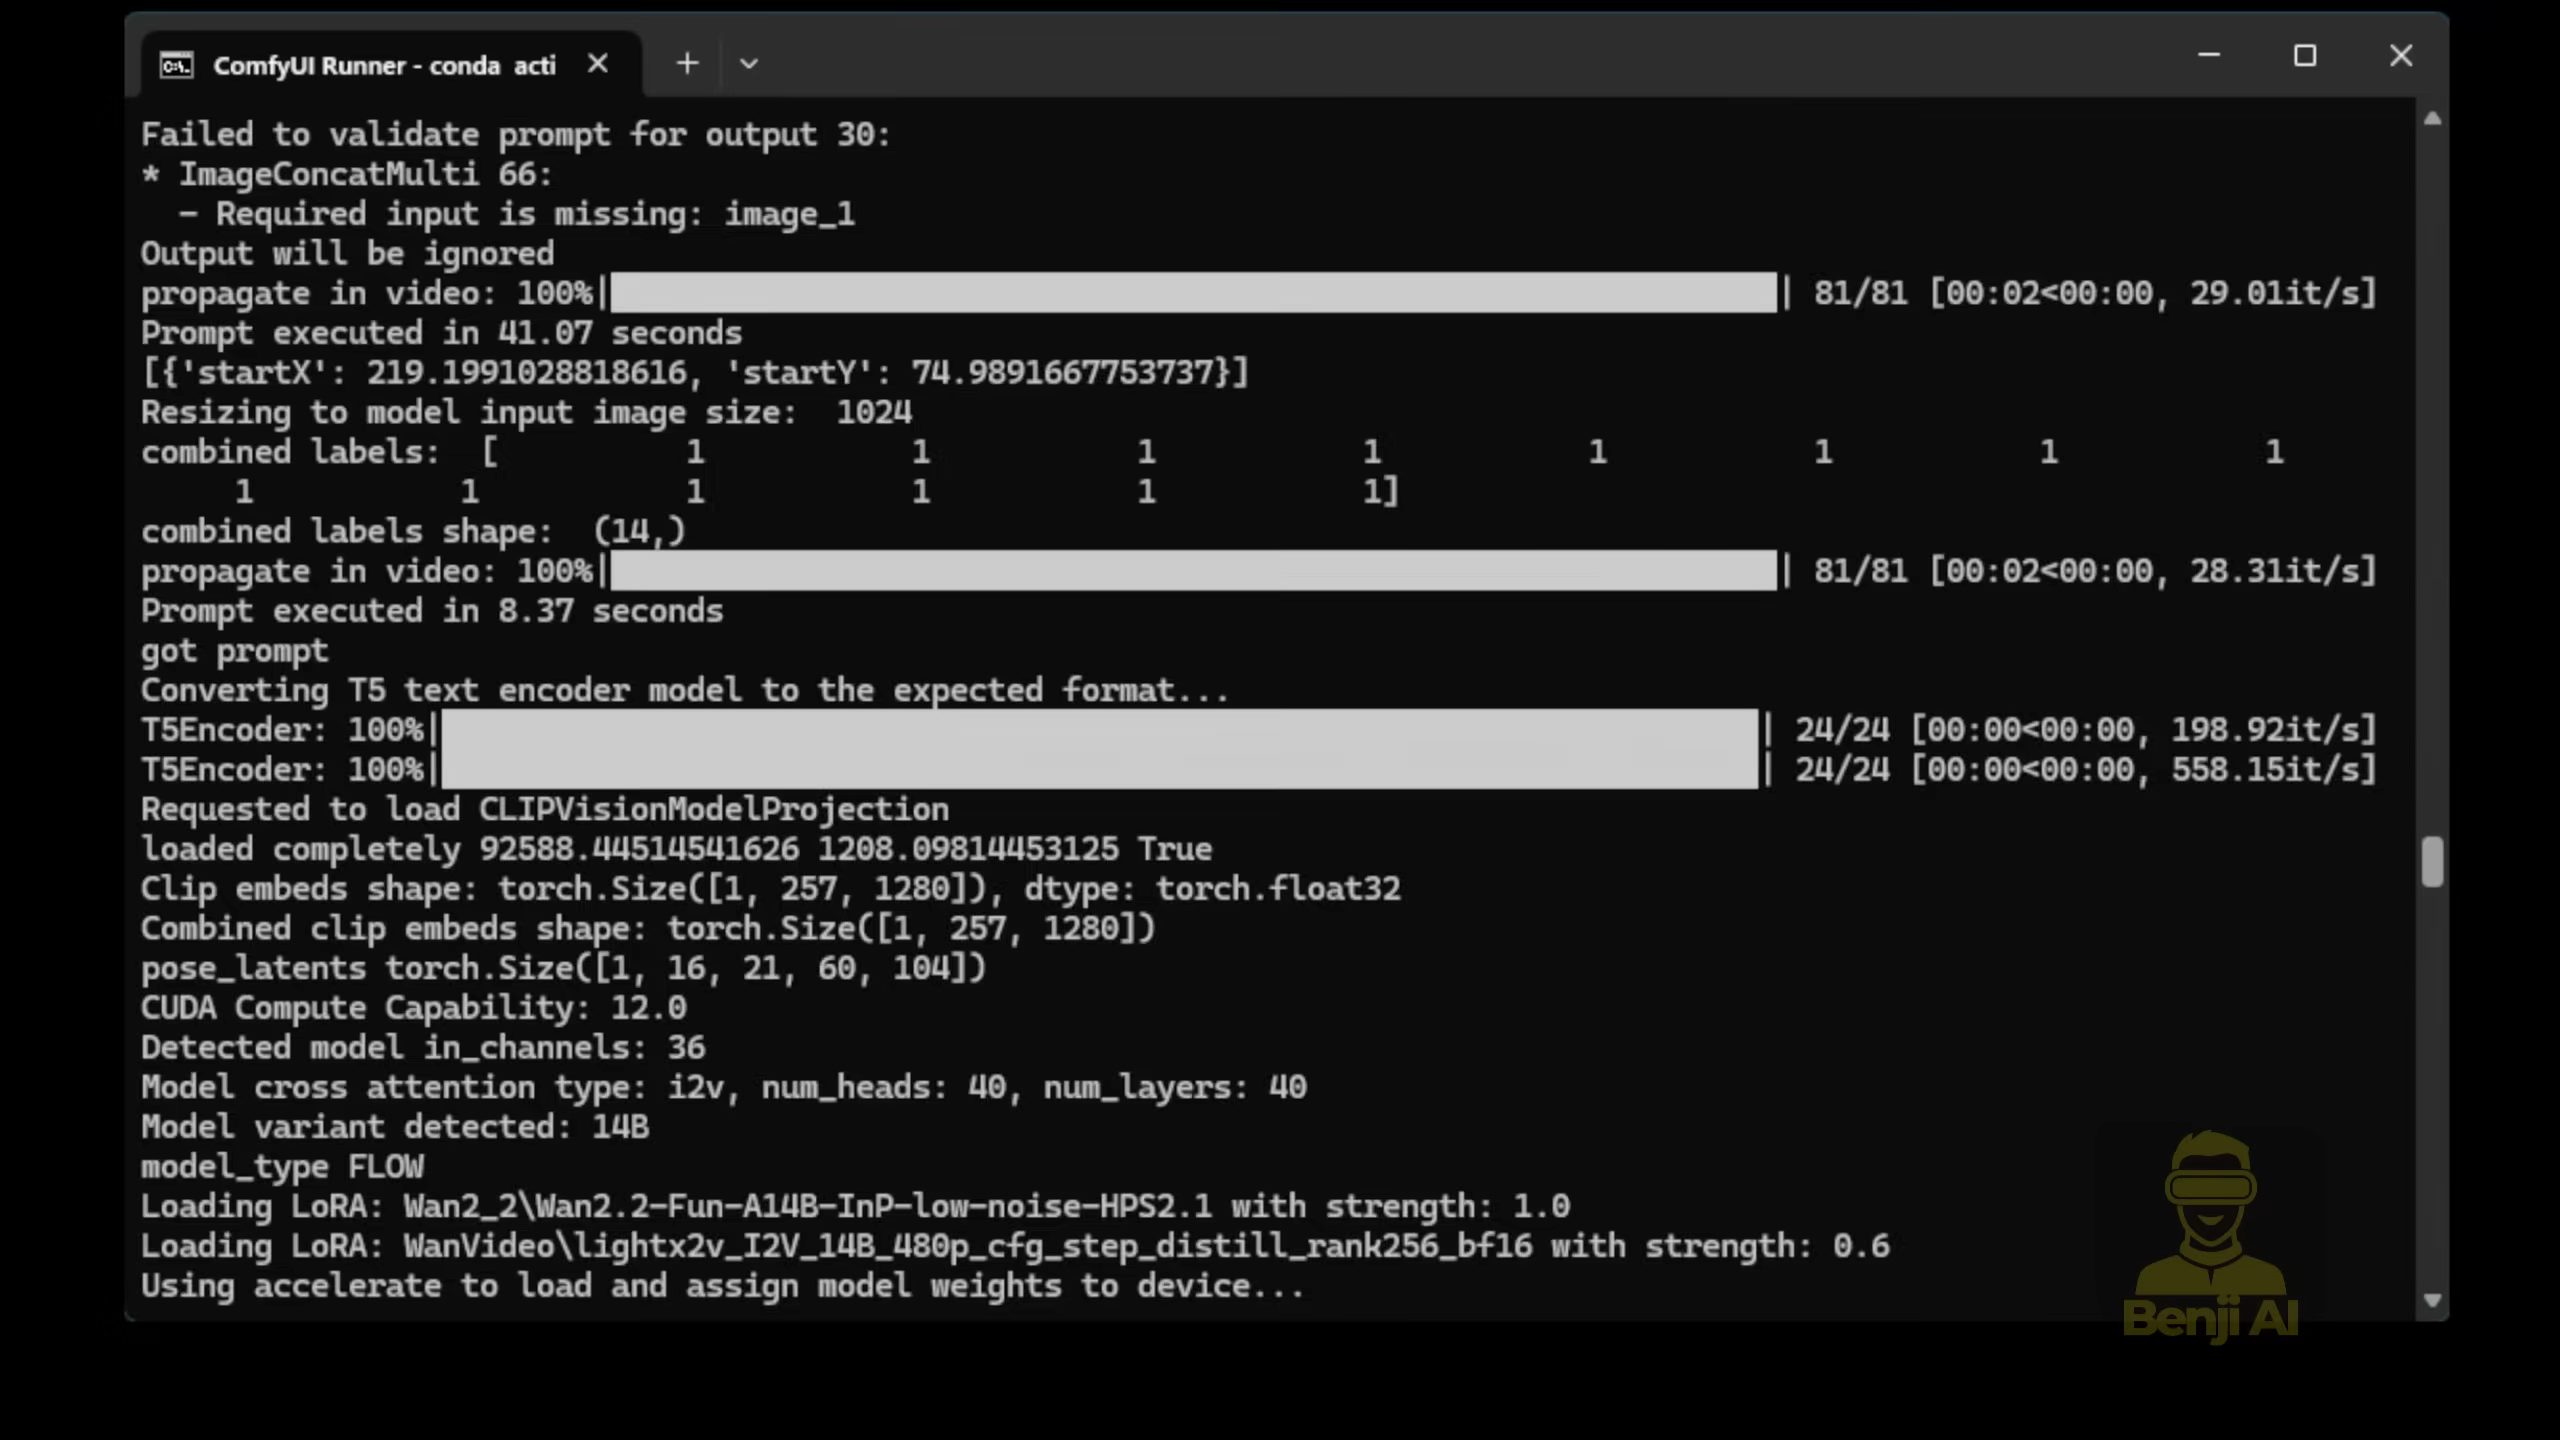 ComfyUI Runner - conda acti
Failed to validate prompt for output 30:
* ImageConcatMulti 66:
  - Required input is missing: image_1
Output will be ignored
propagate in video: 100%| | 81/81 [00:02<00:00, 29.01it/s]
Prompt executed in 41.07 seconds
[{'startX': 219.1991028818616, 'startY': 74.9891667753737}]
Resizing to model input image size:  1024
combined labels:  [ 1 1 1 1 1 1 1 1
1 1 1 1 1 1]
combined labels shape:  (14,)
propagate in video: 100%| | 81/81 [00:02<00:00, 28.31it/s]
Prompt executed in 8.37 seconds
got prompt
Converting T5 text encoder model to the expected format...
T5Encoder: 100%| | 24/24 [00:00<00:00, 198.92it/s]
T5Encoder: 100%| | 24/24 [00:00<00:00, 558.15it/s]
Requested to load CLIPVisionModelProjection
loaded completely 92588.44514541626 1208.09814453125 True
Clip embeds shape: torch.Size([1, 257, 1280]), dtype: torch.float32
Combined clip embeds shape: torch.Size([1, 257, 1280])
pose_latents torch.Size([1, 16, 21, 60, 104])
CUDA Compute Capability: 12.0
Detected model in_channels: 36
Model cross attention type: i2v, num_heads: 40, num_layers: 40
Model variant detected: 14B
model_type FLOW
Loading LoRA: Wan2_2\Wan2.2-Fun-A14B-InP-low-noise-HPS2.1 with strength: 1.0
Loading LoRA: WanVideo\lightx2v_I2V_14B_480p_cfg_step_distill_rank256_bf16 with strength: 0.6
Using accelerate to load and assign model weights to device...
Benji AI